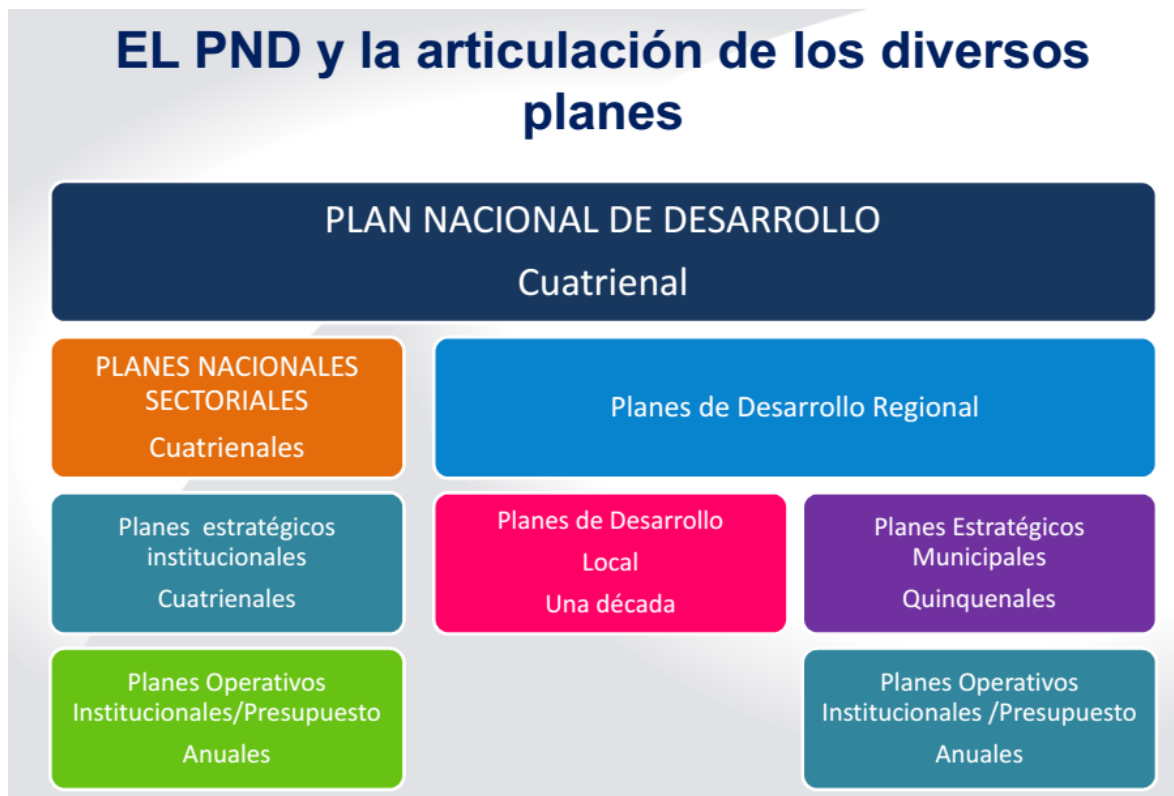 EL PND y la articulación de los diversos
planes
PLAN NACIONAL DE DESARROLLO
Cuatrienal
PLANES NACIONALES
SECTORIALES
Cuatrienales
Planes de Desarrollo Regional
Planes estratégicos
institucionales
Cuatrienales
Planes de Desarrollo
Local
Una década
Planes Estratégicos
Municipales
Quinquenales
Planes Operativos
Institucionales/Presupuesto
Anuales
Planes Operativos
Institucionales /Presupuesto
Anuales